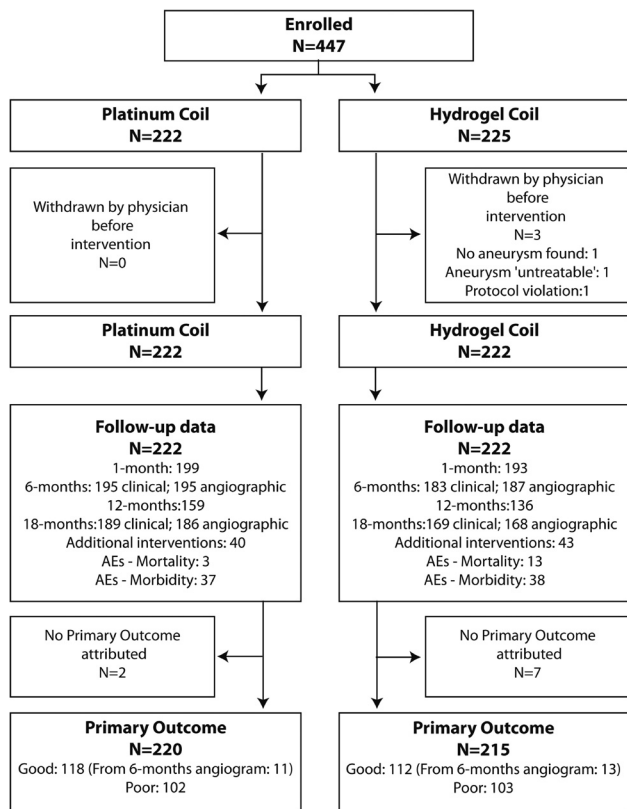 Enrolled
N=447
Platinum Coil
N=222
Hydrogel Coil
N=225
Withdrawn by physician
before
intervention
N=0
Withdrawn by physician
before
intervention
N=3
No aneurysm found: 1
Aneurysm 'untreatable': 1
Protocol violation:1
Platinum Coil
N=222
Hydrogel Coil
N=222
Follow-up data
N=222
1-month: 199
6-months: 195 clinical; 195 angiographic
12-months:159
18-months:189 clinical; 186 angiographic
Additional interventions: 40
AEs - Mortality: 3
AEs - Morbidity: 37
Follow-up data
N=222
1-month: 193
6-months: 183 clinical; 187 angiographic
12-months:136
18-months:169 clinical; 168 angiographic
Additional interventions: 43
AEs - Mortality: 13
AEs - Morbidity: 38
No Primary Outcome
attributed
N=2
No Primary Outcome
attributed
N=7
Primary Outcome
N=220
Good: 118 (From 6-months angiogram: 11)
Poor: 102
Primary Outcome
N=215
Good: 112 (From 6-months angiogram: 13)
Poor: 103